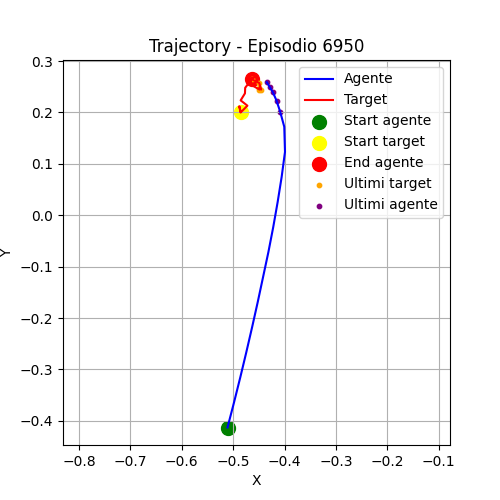 Trajectory - Episodio 6950
0.3
0.2
0.1
0.0
−0.1
−0.2
−0.3
−0.4
Y
Agente
Target
Start agente
Start target
End agente
Ultimi target
Ultimi agente
−0.8 −0.7 −0.6 −0.5 −0.4 −0.3 −0.2 −0.1
X